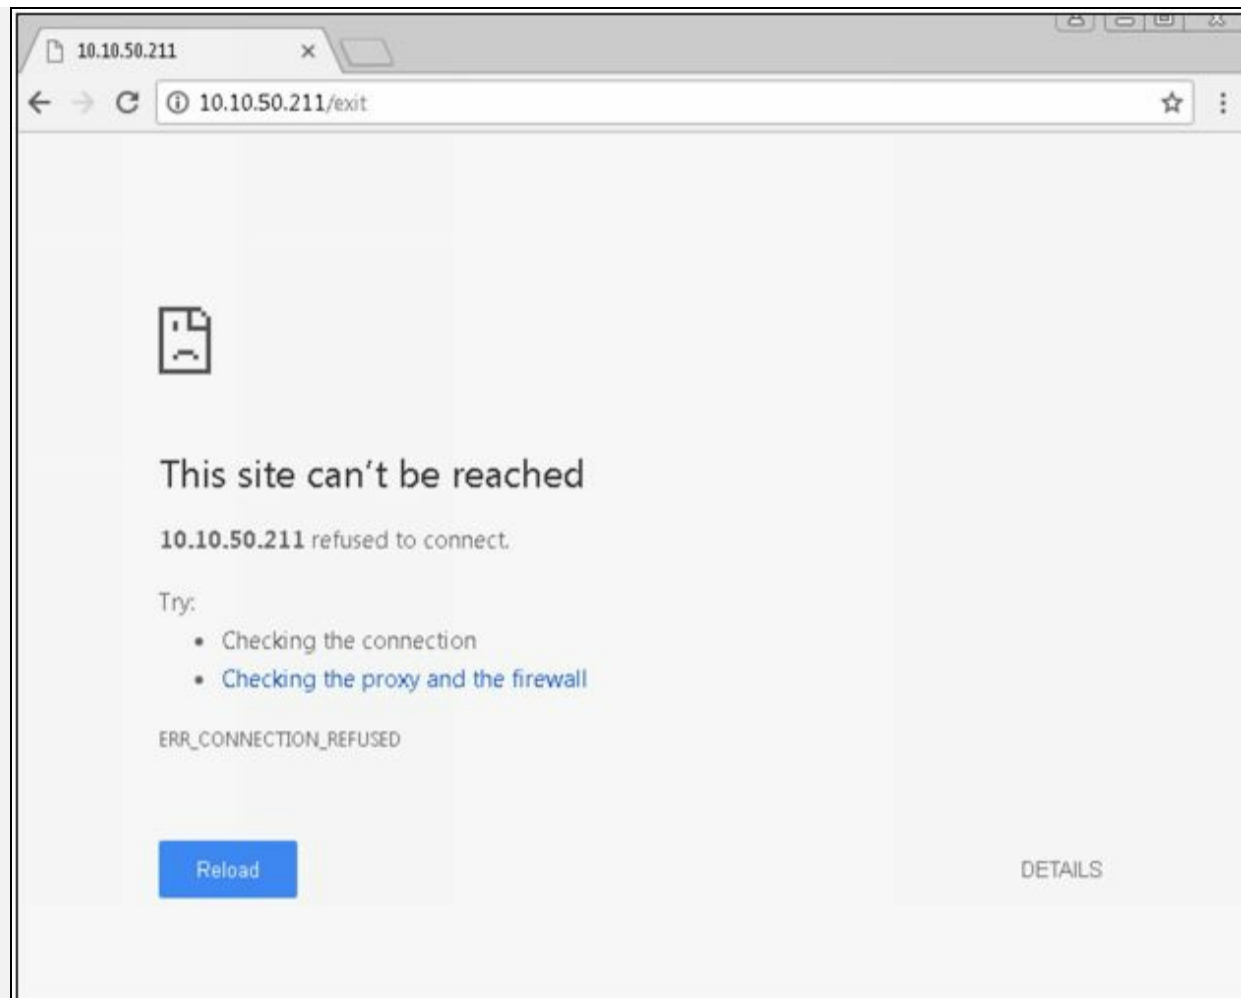 10.10.50.211
10.10.50.211/exit
This site can't be reached
10.10.50.211 refused to connect.
Try:
• Checking the connection
• Checking the proxy and the firewall
ERR_CONNECTION_REFUSED
Reload
DETAILS